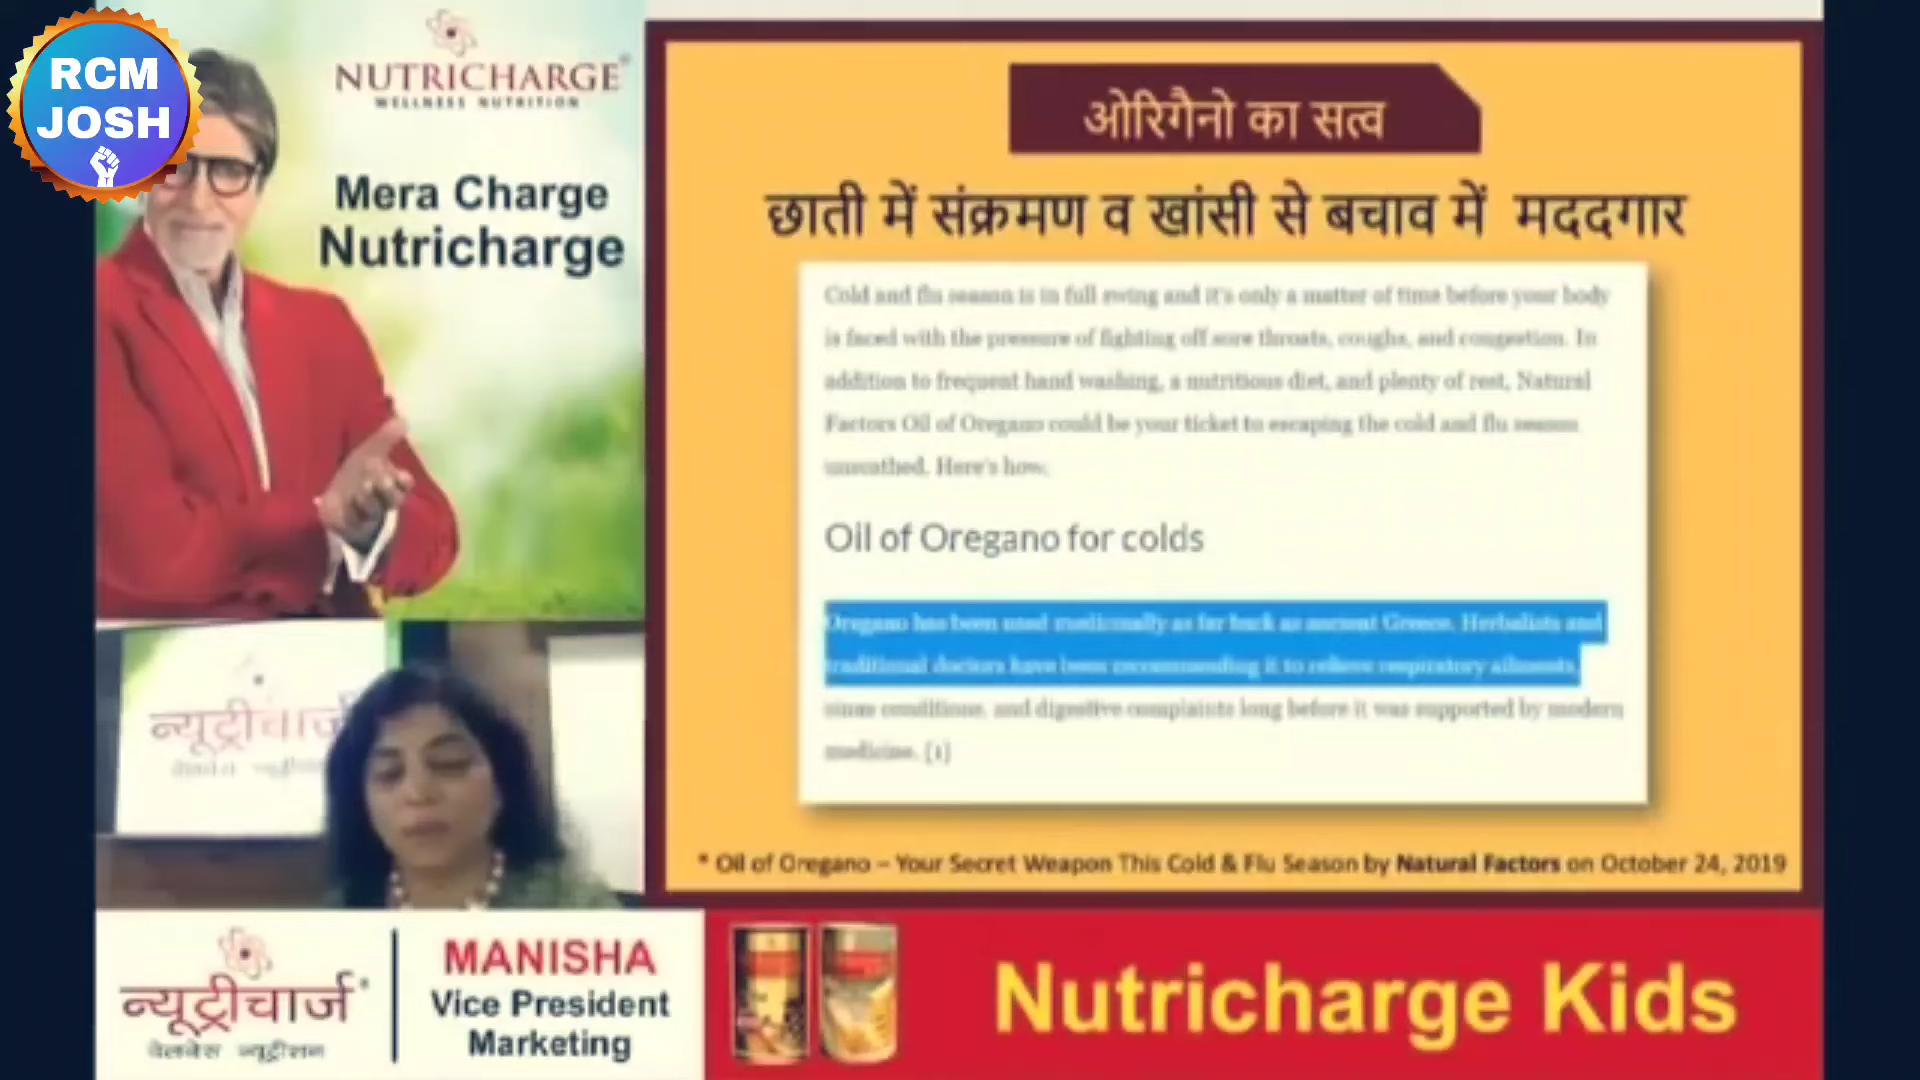 RCM
JOSH
NUTRICHARGE®
WELLNESS NUTRITION
Mera Charge
Nutricharge
ओरिगैनो का सत्व
छाती में संक्रमण व खांसी से बचाव में मददगार
Cold and flu season is in full swing and it's only a matter of time before your body
is faced with the pressure of fighting off sore throats, coughs, and congestion. In
addition to frequent hand washing, a nutritious diet, and plenty of rest, Natural
Factors Oil of Oregano could be your ticket to escaping the cold and flu season
unscathed. Here's how.
Oil of Oregano for colds
Oregano has been used medicinally as far back as ancient Greece. Herbalists and
traditional doctors have been recommending it to relieve respiratory ailments,
sinus conditions, and digestive complaints long before it was supported by modern
medicine. [1]
* Oil of Oregano – Your Secret Weapon This Cold & Flu Season by Natural Factors on October 24, 2019
न्यूट्रीचार्ज
न्यूट्रीचार्ज®
वेलनेस न्यूट्रीशन
MANISHA
Vice President
Marketing
Nutricharge Kids